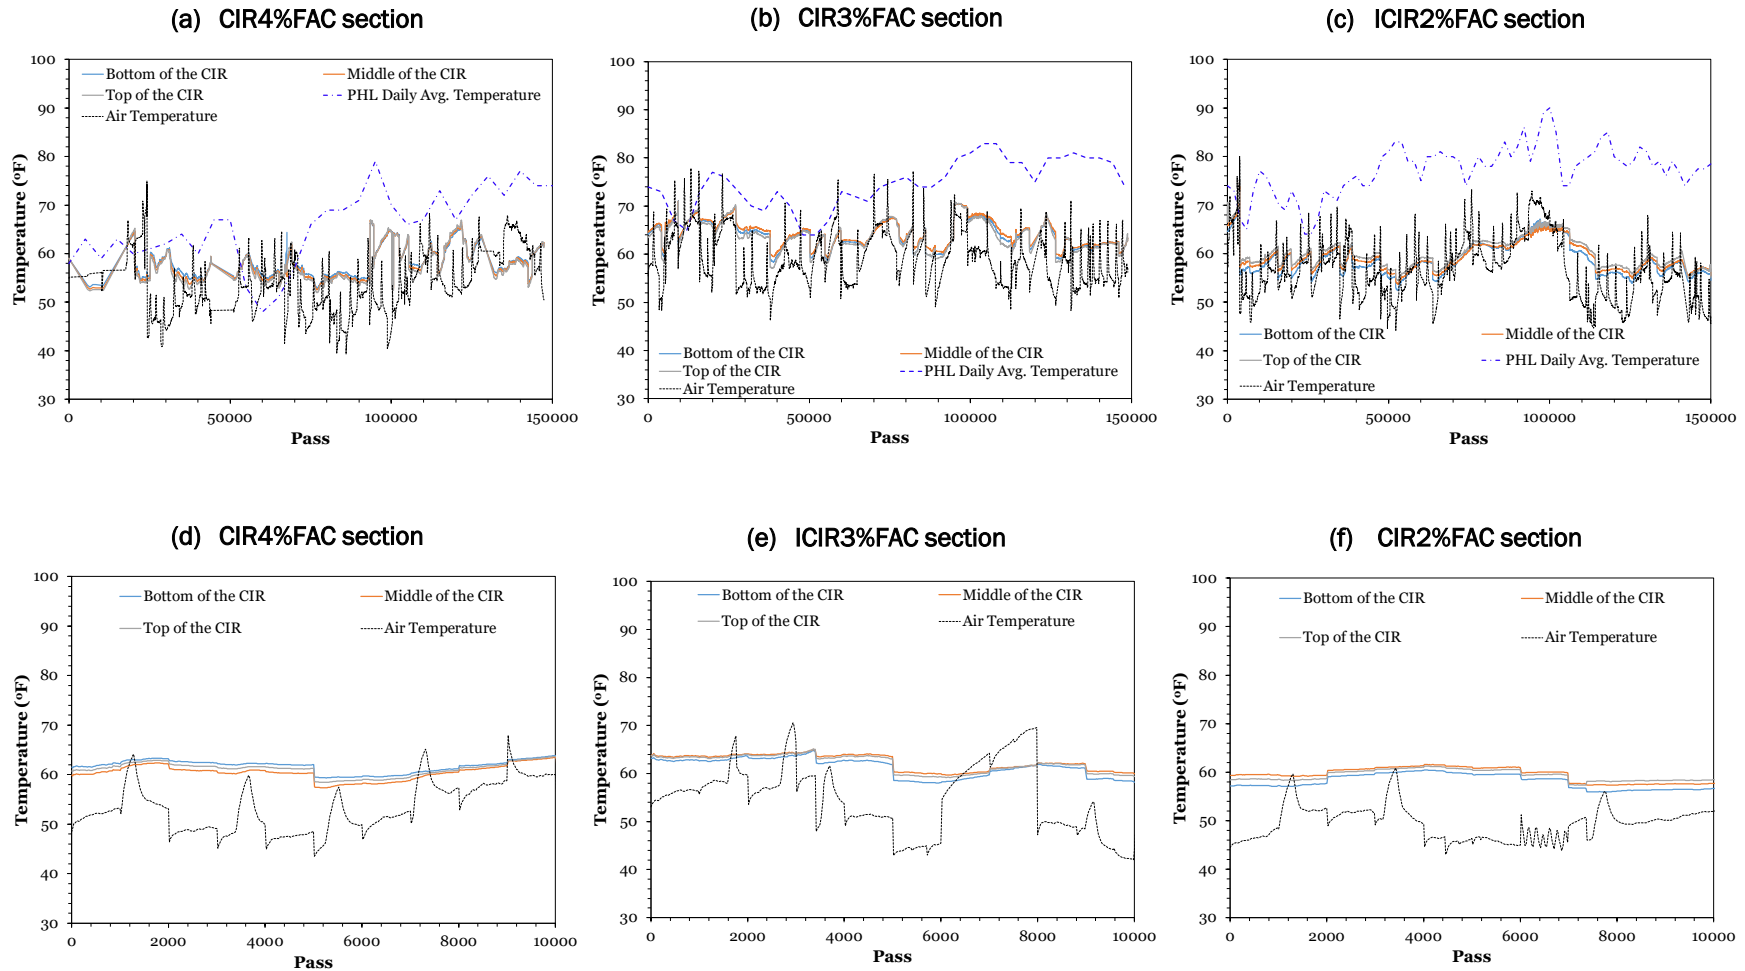 (a) CIR4%FAC section
(b) CIR3%FAC section
(c) ICIR2%FAC section
Temperature (ºF)
100
90
80
70
60
50
40
30
Bottom of the CIR
Middle of the CIR
Top of the CIR
PHL Daily Avg. Temperature
Air Temperature
0
50000
100000
150000
Pass
Temperature (ºF)
100
90
80
70
60
50
40
30
Bottom of the CIR
Middle of the CIR
Top of the CIR
PHL Daily Avg. Temperature
Air Temperature
0
50000
100000
150000
Pass
Temperature (ºF)
100
90
80
70
60
50
40
30
Bottom of the CIR
Middle of the CIR
Top of the CIR
PHL Daily Avg. Temperature
Air Temperature
0
50000
100000
150000
Pass
(d) CIR4%FAC section
(e) ICIR3%FAC section
(f) CIR2%FAC section
Temperature (ºF)
100
90
80
70
60
50
40
30
Bottom of the CIR
Middle of the CIR
Top of the CIR
Air Temperature
0
2000
4000
6000
8000
10000
Pass
Temperature (ºF)
100
90
80
70
60
50
40
30
Bottom of the CIR
Middle of the CIR
Top of the CIR
Air Temperature
0
2000
4000
6000
8000
10000
Pass
Temperature (ºF)
100
90
80
70
60
50
40
30
Bottom of the CIR
Middle of the CIR
Top of the CIR
Air Temperature
0
2000
4000
6000
8000
10000
Pass